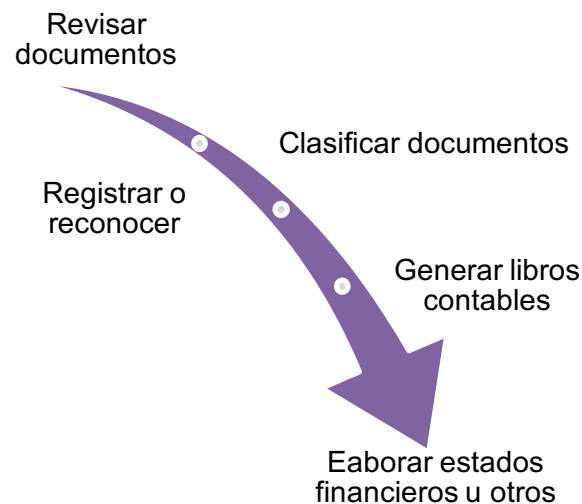 Revisar
documentos
Clasificar documentos
Registrar o
reconocer
Generar libros
contables
Eaborar estados
financieros u otros